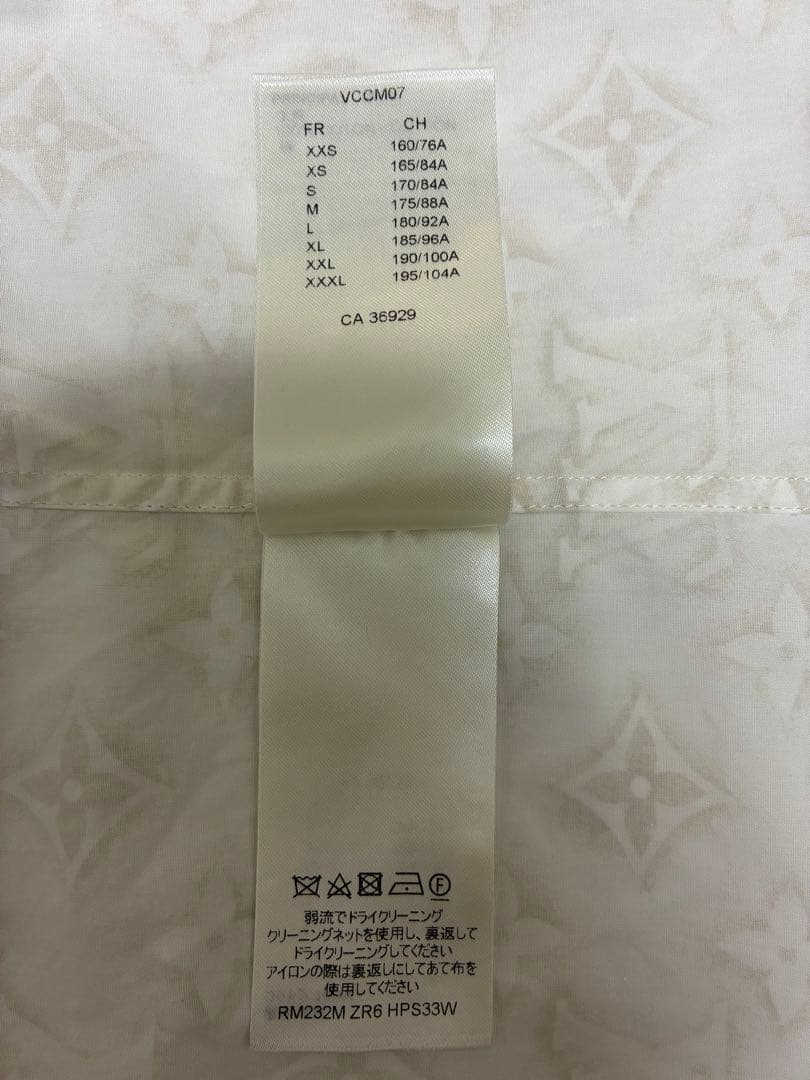 VCCM07
FR CH
XXS 160/76A
XS 165/84A
S 170/84A
M 175/88A
L 180/92A
XL 185/96A
XXL 190/100A
XXXL 195/104A
CA 36929
F
弱流でドライクリーニング
クリーニングネットを使用し、裏返して
ドライクリーニングしてください
アイロンの際は裏返しにしてあて布を
使用してください
RM232M ZR6 HPS33W